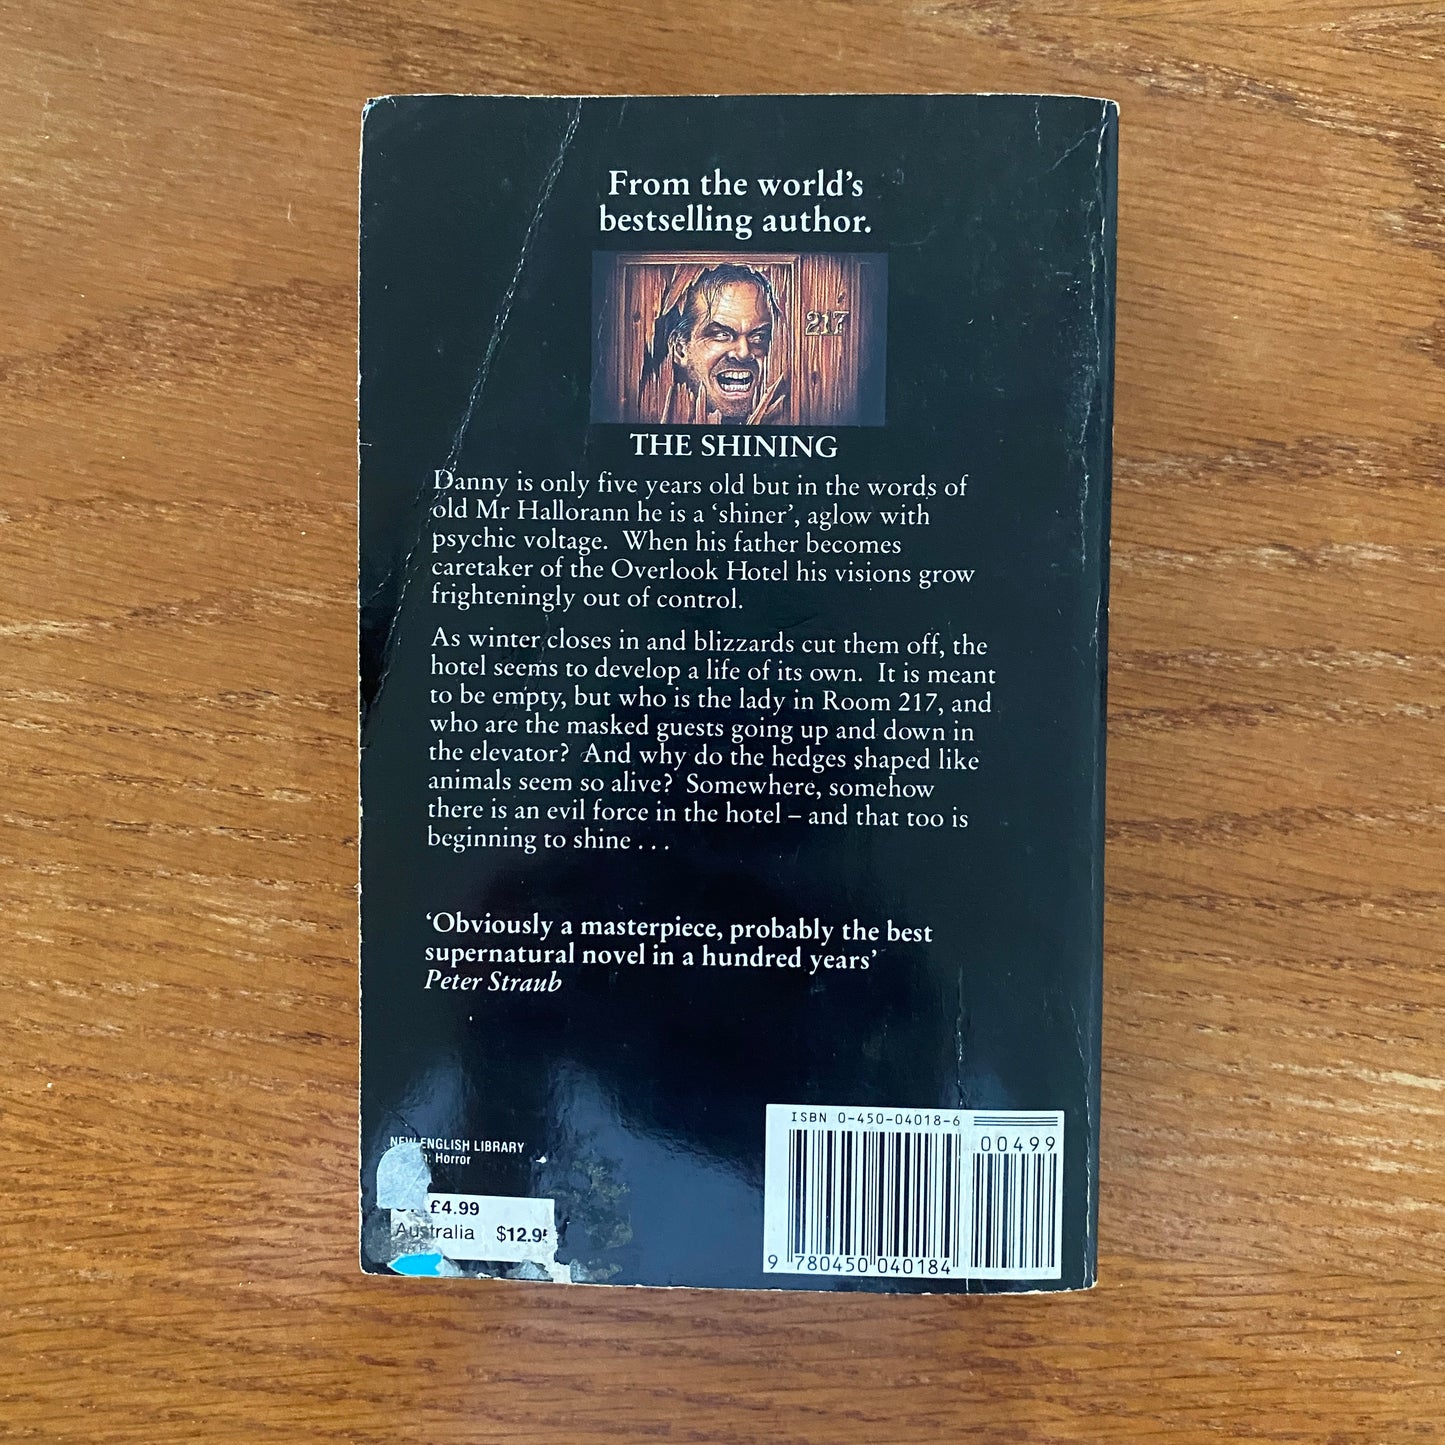 From the world’s
bestselling author.
217
THE SHINING
Danny is only five years old but in the words of
old Mr Hallorann he is a ‘shiner’, aglow with
psychic voltage. When his father becomes
caretaker of the Overlook Hotel his visions grow
frighteningly out of control.
As winter closes in and blizzards cut them off, the
hotel seems to develop a life of its own. It is meant
to be empty, but who is the lady in Room 217, and
who are the masked guests going up and down in
the elevator? And why do the hedges shaped like
animals seem so alive? Somewhere, somehow
there is an evil force in the hotel – and that too is
beginning to shine . . .
‘Obviously a masterpiece, probably the best
supernatural novel in a hundred years’
Peter Straub
NEW ENGLISH LIBRARY
Horror
£4.99
Australia $12.95
ISBN 0-450-04018-6
00499
9 780450 040184